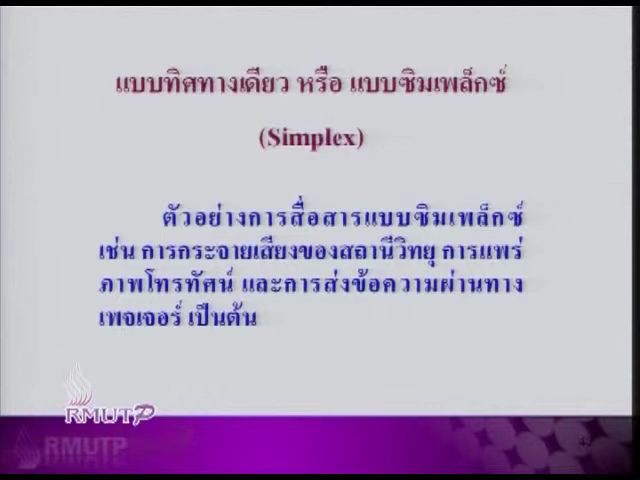 แบบทิศทางเดียว หรือ แบบซิมเพล็กซ์
(Simplex)
ตัวอย่างการสื่อสารแบบซิมเพล็กซ์
เช่น การกระจายเสียงของสถานีวิทยุ การแพร่
ภาพโทรทัศน์ และการส่งข้อความผ่านทาง
เพจเจอร์ เป็นต้น
RMUTP
RMUTP